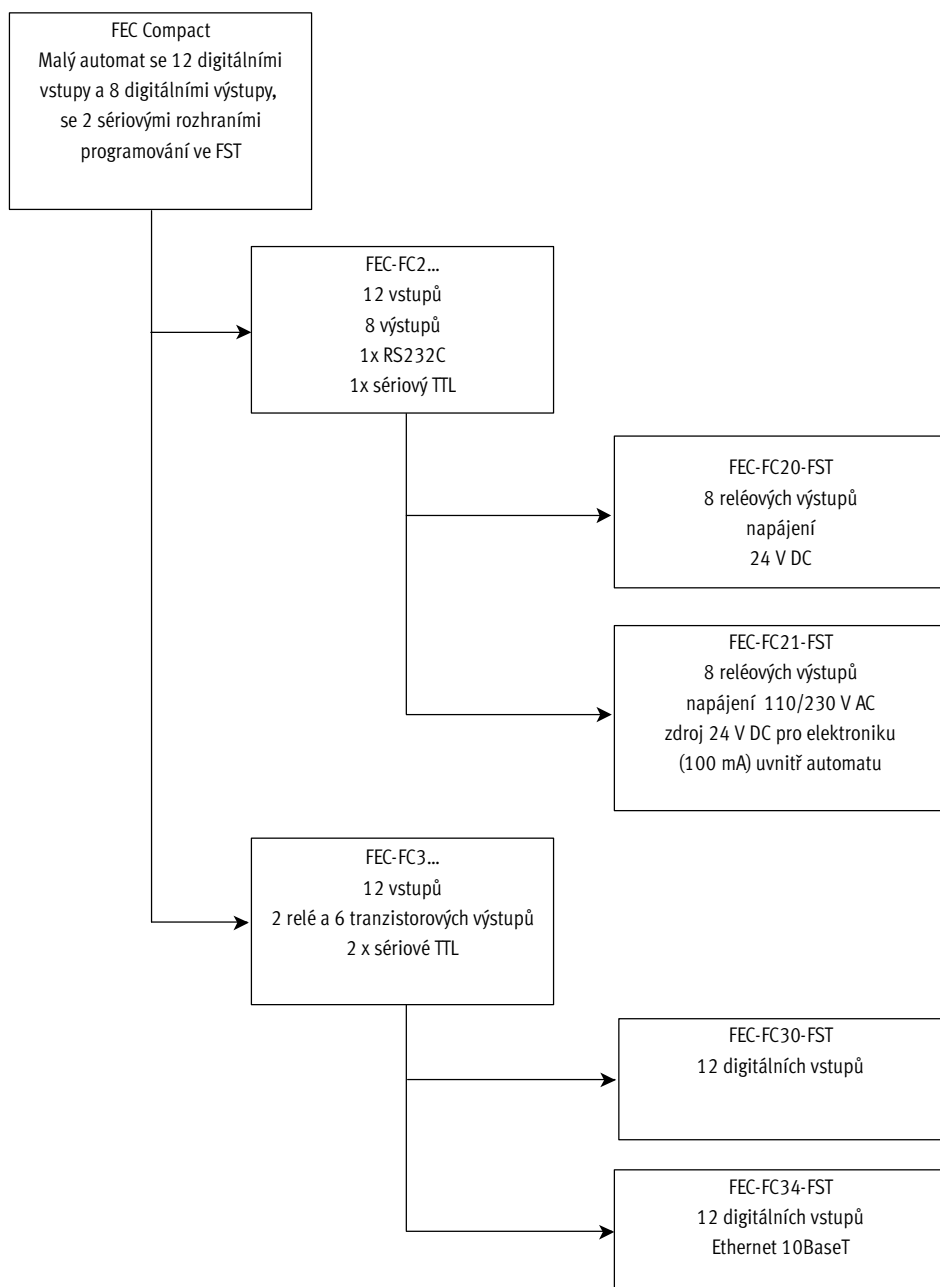 FEC Compact
Malý automat se 12 digitálními
vstupy a 8 digitálními výstupy,
se 2 sériovými rozhraními
programování ve FST
FEC-FC2...
12 vstupů
8 výstupů
1x RS232C
1x sériový TTL
FEC-FC20-FST
8 reléových výstupů
napájení
24 V DC
FEC-FC21-FST
8 reléových výstupů
napájení 110/230 V AC
zdroj 24 V DC pro elektroniku
(100 mA) uvnitř automatu
FEC-FC3...
12 vstupů
2 relé a 6 tranzistorových výstupů
2 x sériové TTL
FEC-FC30-FST
12 digitálních vstupů
FEC-FC34-FST
12 digitálních vstupů
Ethernet 10BaseT